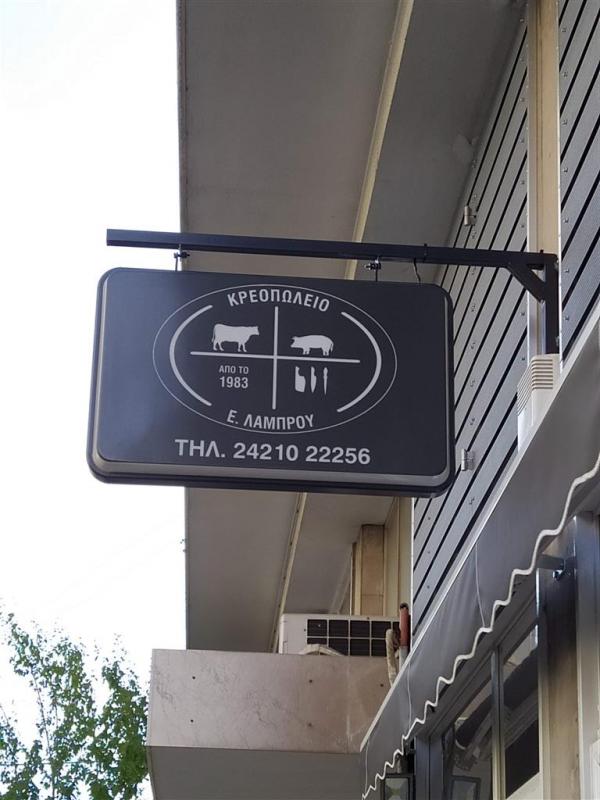 ΚΡΕΟΠΩΛΕΙΟ
ΑΠΟ ΤΟ
1983
Ε. ΛΑΜΠΡΟΥ
ΤΗΛ. 24210 22256